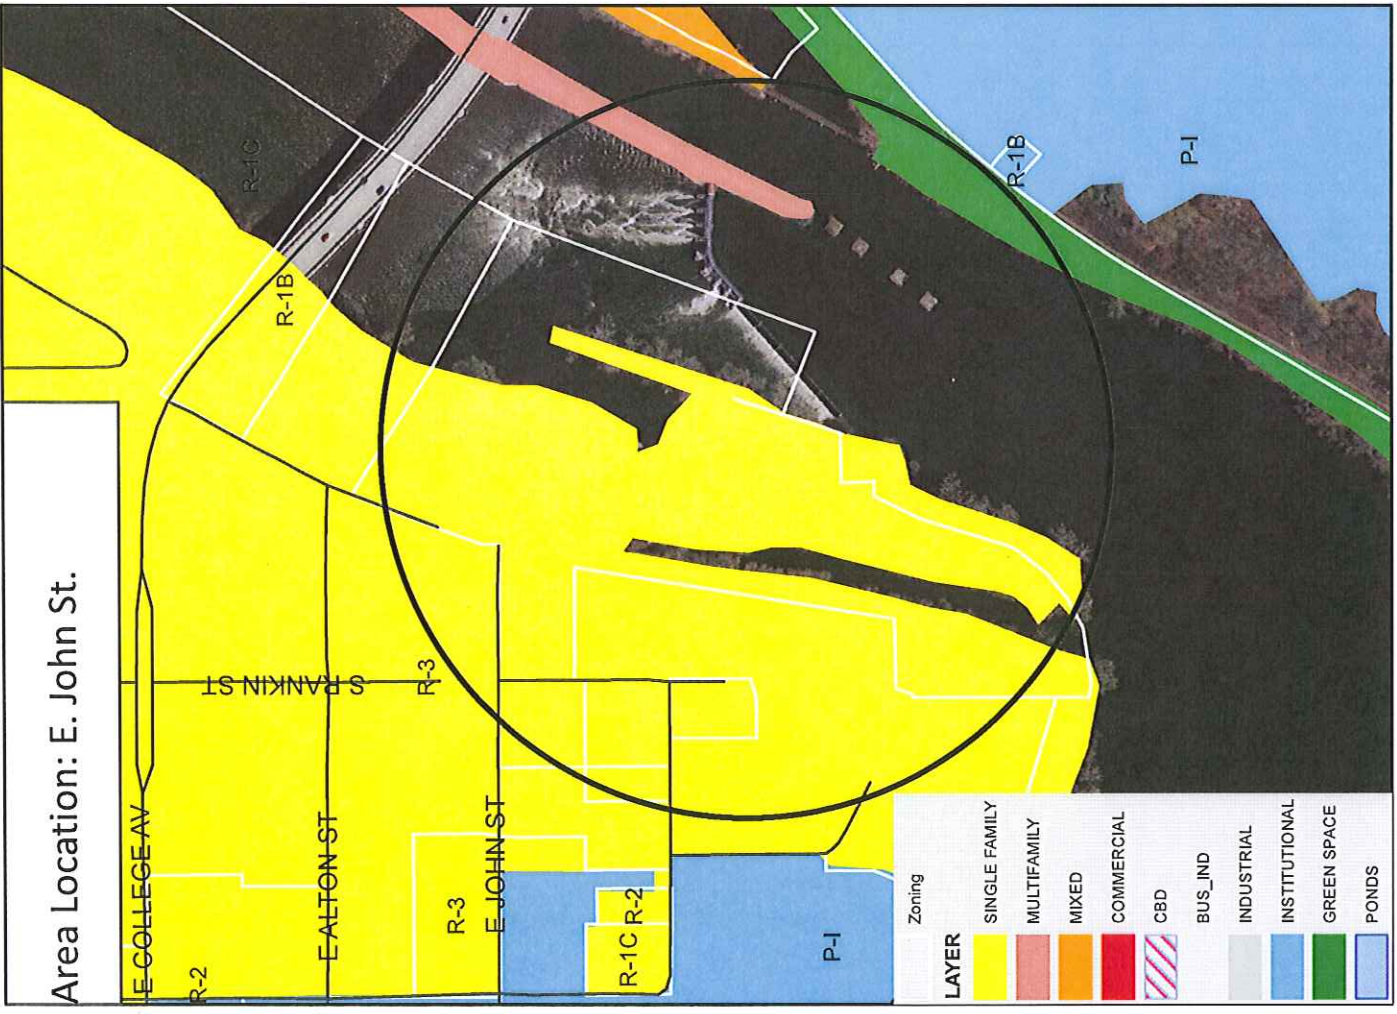 Area Location: E. John St.
E COLLEGE AV
R-2
E ALTON ST
S RANKIN ST
R-3
R-3
E JOHN ST
R-1C
R-2
P-I
R-1C
R-1B
R-1B
P-I
Zoning
LAYER
SINGLE FAMILY
MULTIFAMILY
MIXED
COMMERCIAL
CBD
BUS_IND
INDUSTRIAL
INSTITUTIONAL
GREEN SPACE
PONDS